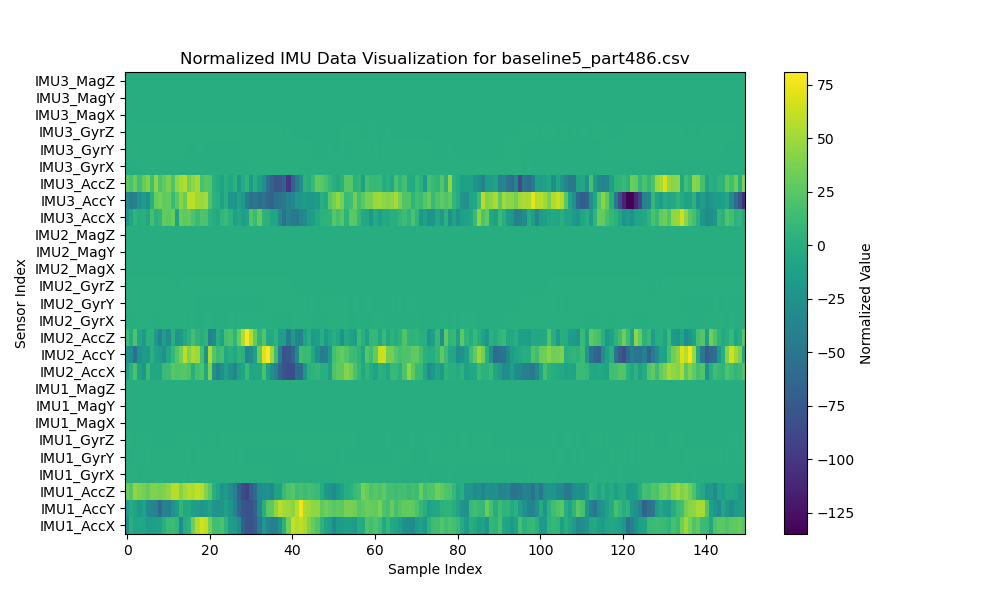 Normalized IMU Data Visualization for baseline5_part486.csv
IMU3_MagZ
IMU3_MagY
IMU3_MagX
IMU3_GyrZ
IMU3_GyrY
IMU3_GyrX
IMU3_AccZ
IMU3_AccY
IMU3_AccX
IMU2_MagZ
IMU2_MagY
IMU2_MagX
IMU2_GyrZ
IMU2_GyrY
IMU2_GyrX
IMU2_AccZ
IMU2_AccY
IMU2_AccX
IMU1_MagZ
IMU1_MagY
IMU1_MagX
IMU1_GyrZ
IMU1_GyrY
IMU1_GyrX
IMU1_AccZ
IMU1_AccY
IMU1_AccX
Sensor Index
0 20 40 60 80 100 120 140
Sample Index
75
50
25
0
−25
−50
−75
−100
−125
Normalized Value